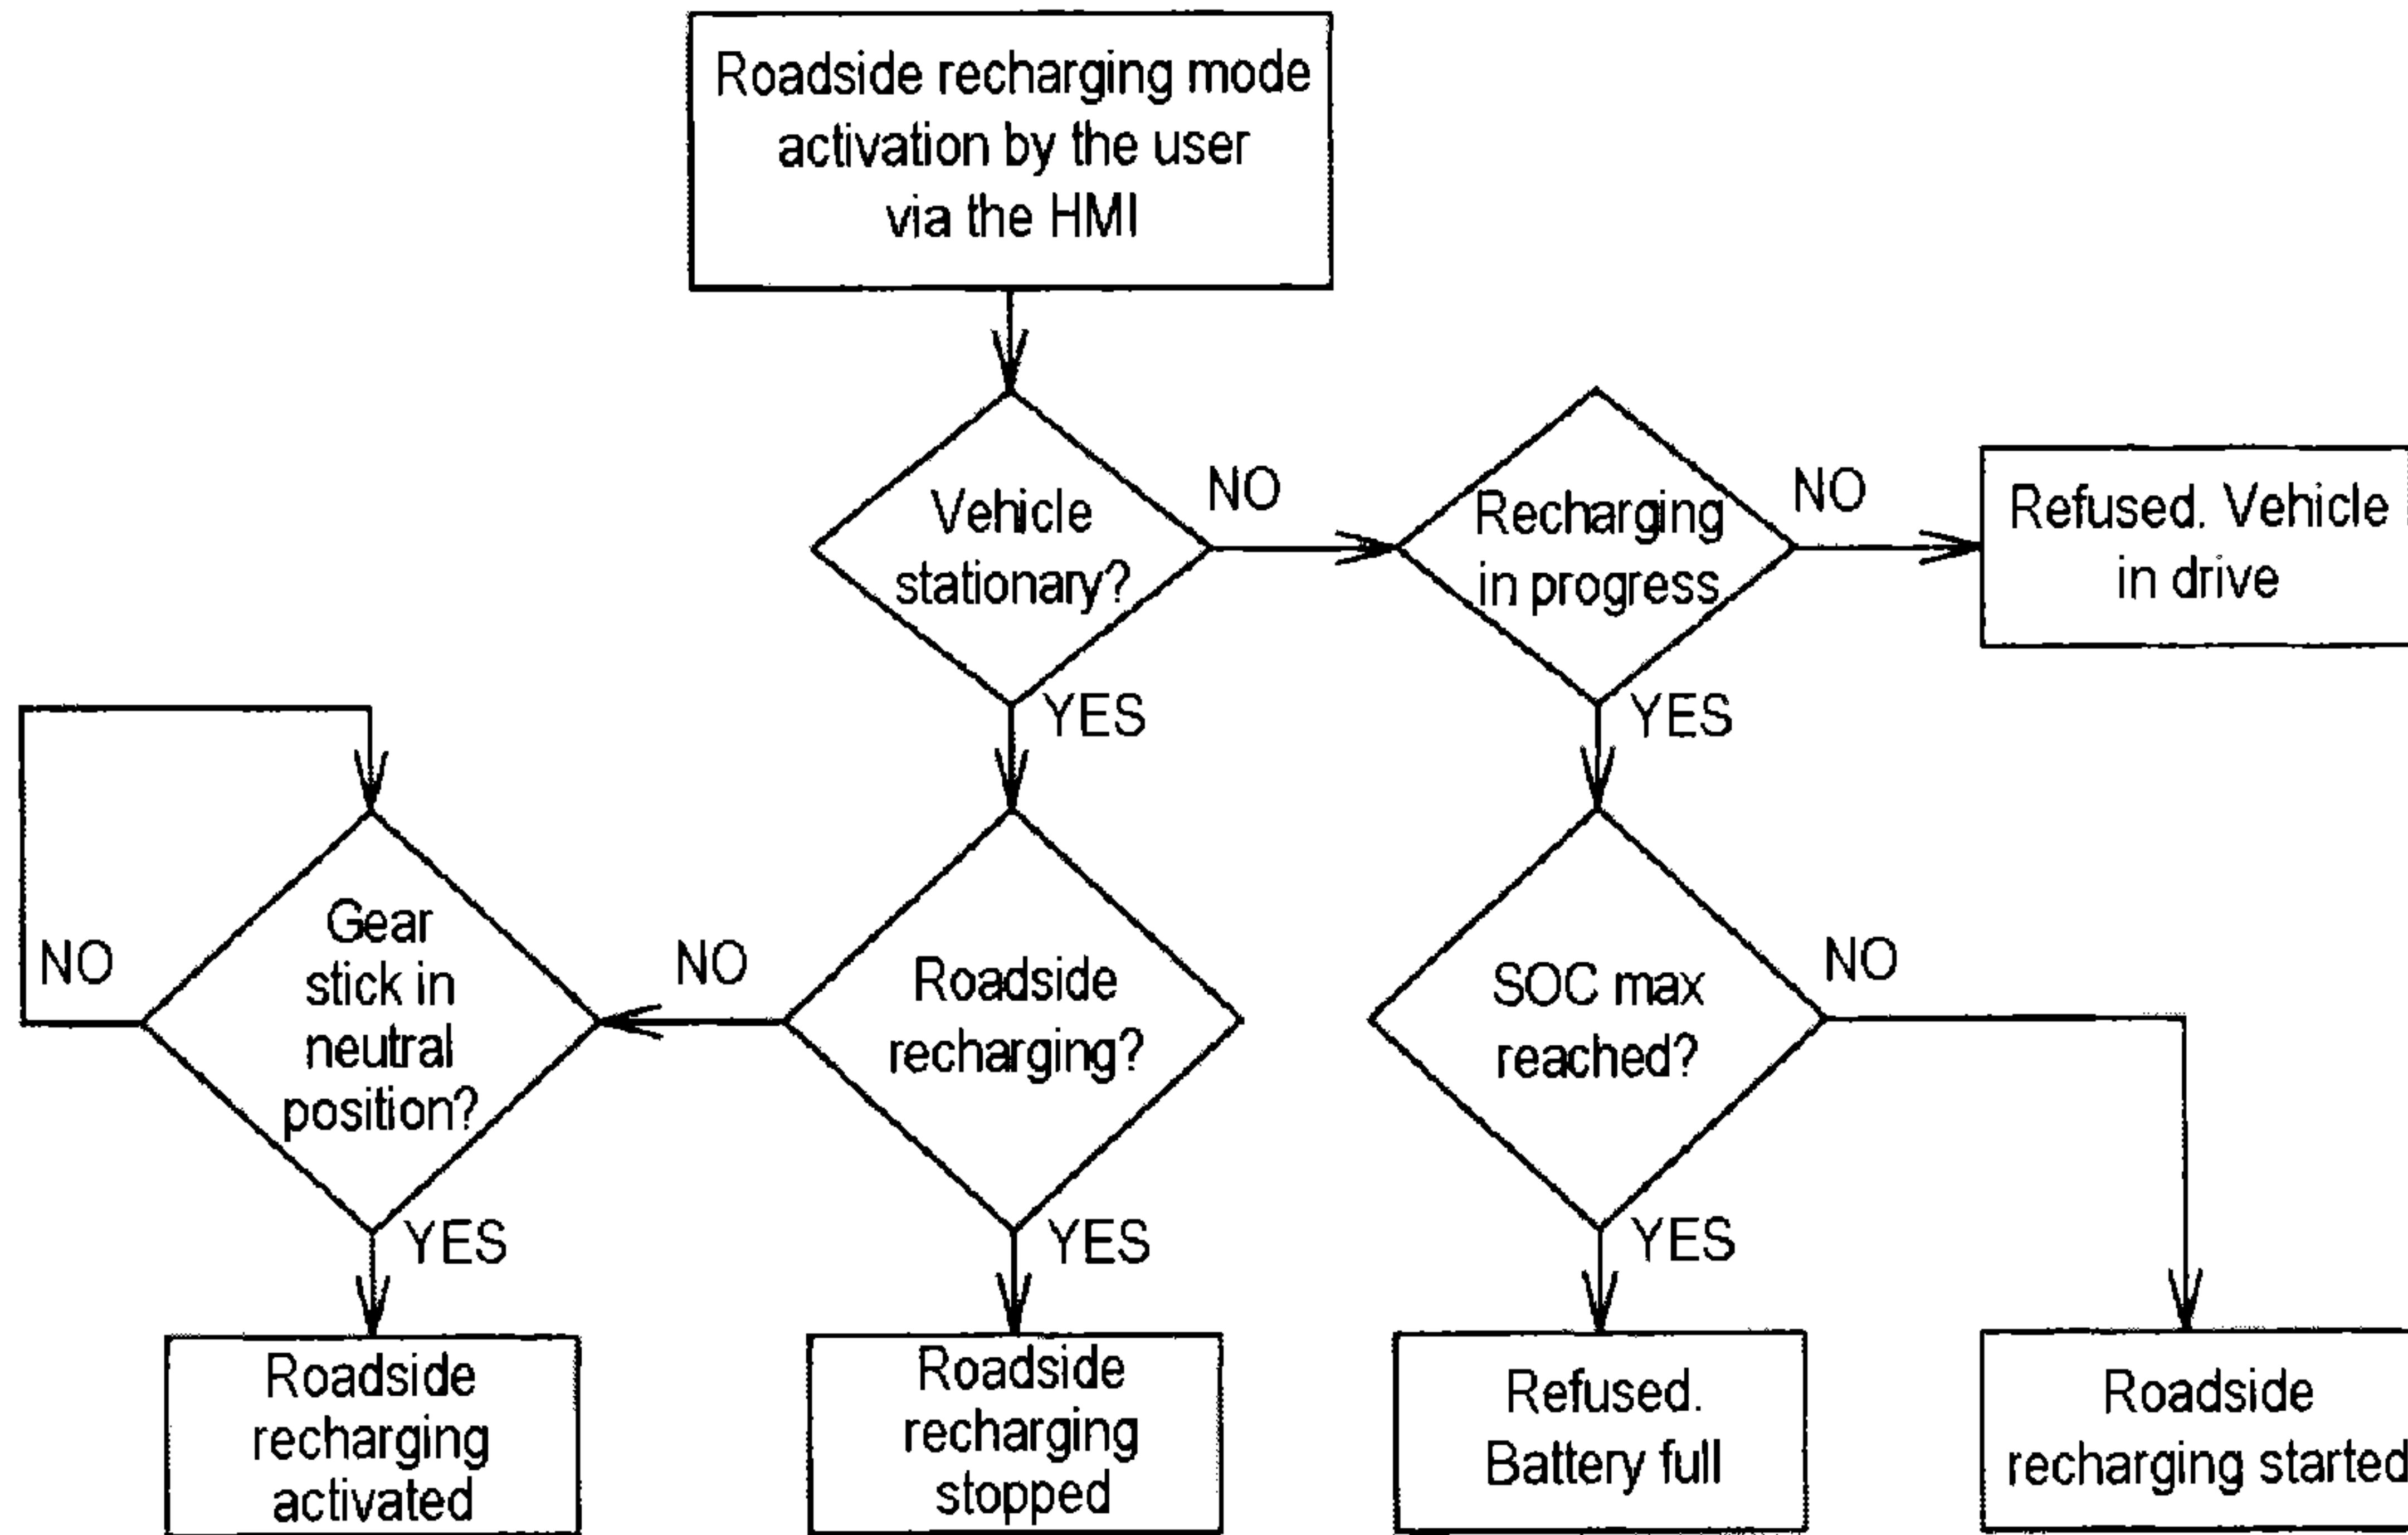 Roadside recharging mode
activation by the user
via the HMI
Vehicle
stationary?
NO
Recharging
in progress
NO
Refused. Vehicle
in drive
YES
YES
Gear
stick in
neutral
position?
NO
NO
Roadside
recharging?
SOC max
reached?
NO
YES
YES
YES
Roadside
recharging
activated
Roadside
recharging
stopped
Refused.
Battery full
Roadside
recharging started